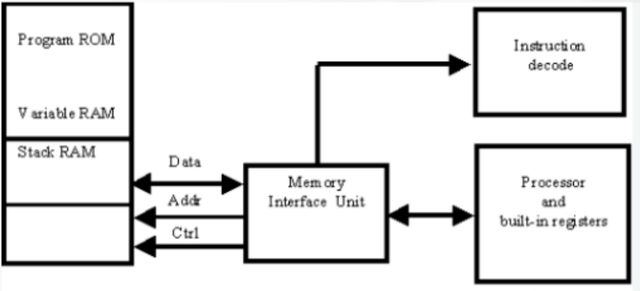 Program ROM
Variable RAM
Stack RAM
Data
Addr
Ctrl
Memory
Interface Unit
Instruction
decode
Processor
and
built-in registers